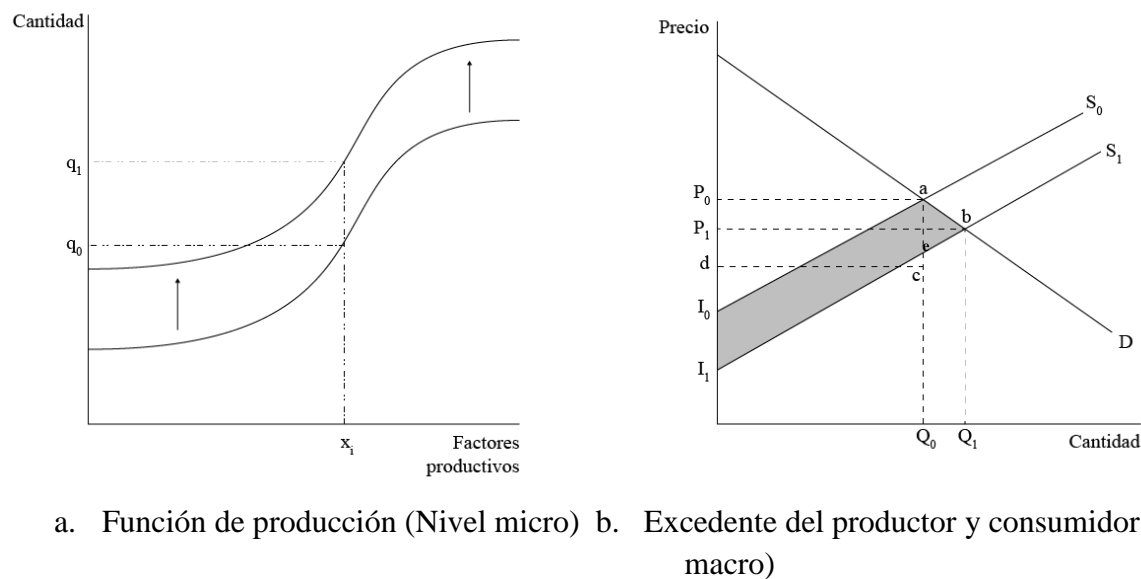 Cantidad
q₁
q₀
xᵢ
Factores
productivos
Precio
S₀
S₁
a
P₀
b
P₁
e
d
c
I₀
I₁
D
Q₀ Q₁ Cantidad
a. Función de producción (Nivel micro) b. Excedente del productor y consumidor
macro)